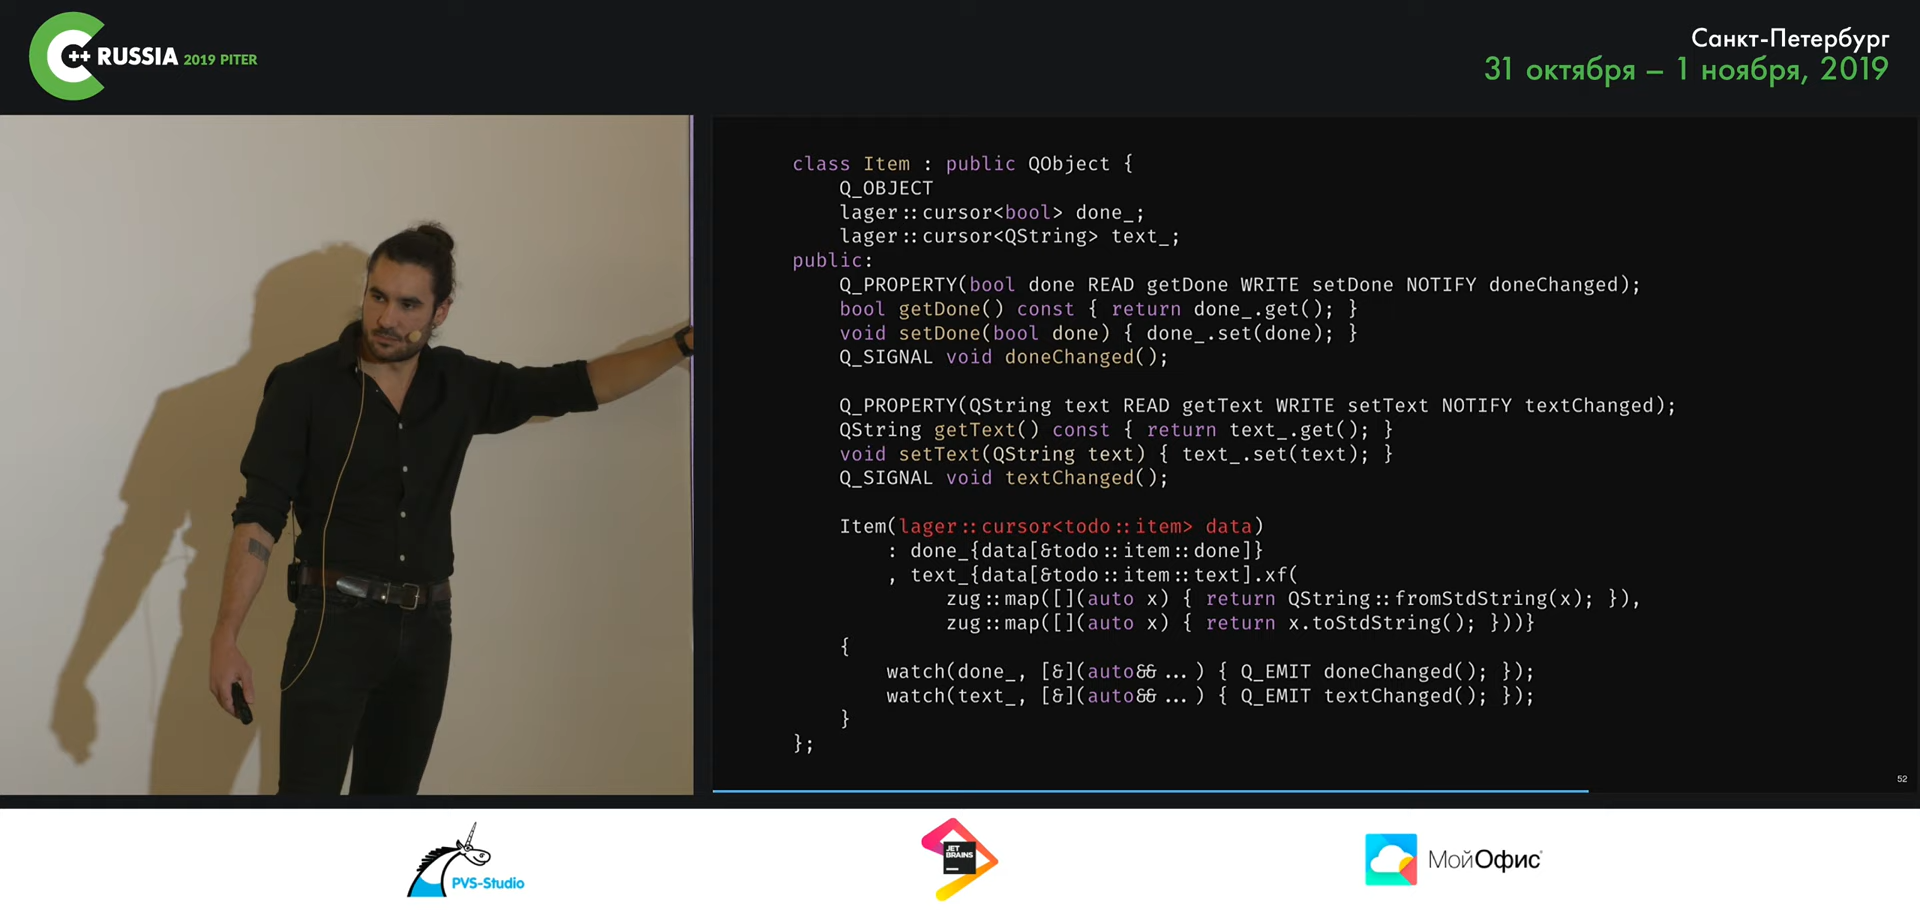 C++ RUSSIA 2019 PITER
Санкт-Петербург
31 октября – 1 ноября, 2019
class Item : public QObject {
    Q_OBJECT
    lager::cursor<bool> done_;
    lager::cursor<QString> text_;
public:
    Q_PROPERTY(bool done READ getDone WRITE setDone NOTIFY doneChanged);
    bool getDone() const { return done_.get(); }
    void setDone(bool done) { done_.set(done); }
    Q_SIGNAL void doneChanged();
    Q_PROPERTY(QString text READ getText WRITE setText NOTIFY textChanged);
    QString getText() const { return text_.get(); }
    void setText(QString text) { text_.set(text); }
    Q_SIGNAL void textChanged();
    Item(lager::cursor<todo::item> data)
        : done_{data[&todo::item::done]}
        , text_{data[&todo::item::text].xf(
             zug::map([](auto x) { return QString::fromStdString(x); }),
             zug::map([](auto x) { return x.toStdString(); }))}
    {
        watch(done_, [&](auto&&...) { Q_EMIT doneChanged(); });
        watch(text_, [&](auto&&...) { Q_EMIT textChanged(); });
    }
};
52
PVS-Studio
JET
BRAINS
МойОфис